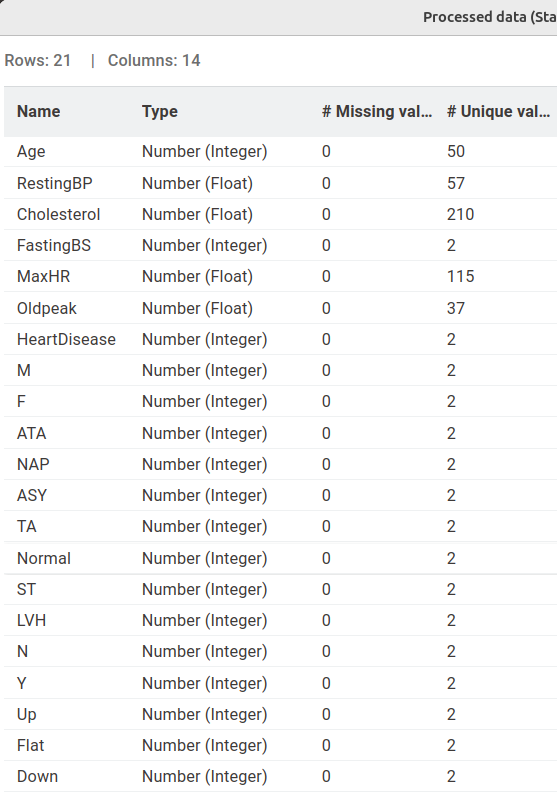 Processed data (Sta
Rows: 21 | Columns: 14
Name Type # Missing val... # Unique val...
Age Number (Integer) 0 50
RestingBP Number (Float) 0 57
Cholesterol Number (Float) 0 210
FastingBS Number (Integer) 0 2
MaxHR Number (Float) 0 115
Oldpeak Number (Float) 0 37
HeartDisease Number (Integer) 0 2
M Number (Integer) 0 2
F Number (Integer) 0 2
ATA Number (Integer) 0 2
NAP Number (Integer) 0 2
ASY Number (Integer) 0 2
TA Number (Integer) 0 2
Normal Number (Integer) 0 2
ST Number (Integer) 0 2
LVH Number (Integer) 0 2
N Number (Integer) 0 2
Y Number (Integer) 0 2
Up Number (Integer) 0 2
Flat Number (Integer) 0 2
Down Number (Integer) 0 2